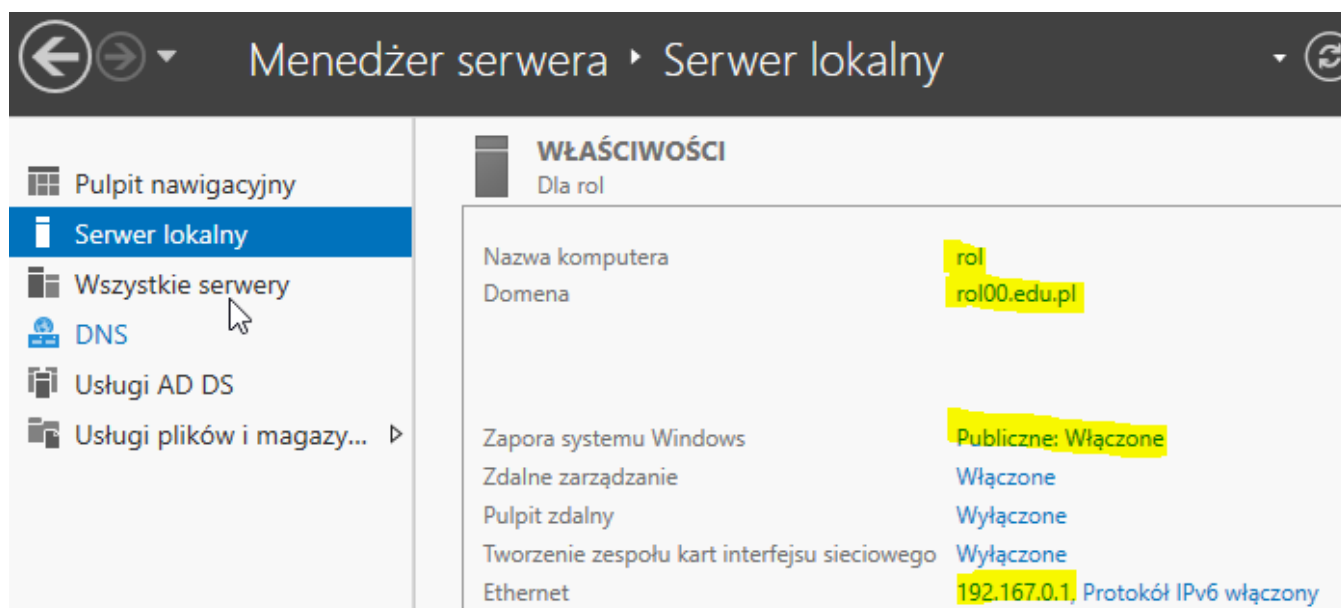 Menedżer serwera ‣ Serwer lokalny
Pulpit nawigacyjny
Serwer lokalny
Wszystkie serwery
DNS
Usługi AD DS
Usługi plików i magazy...
WŁAŚCIWOŚCI
Dla rol
Nazwa komputera rol
Domena rol00.edu.pl
Zapora systemu Windows Publiczne: Włączone
Zdalne zarządzanie Włączone
Pulpit zdalny Wyłączone
Tworzenie zespołu kart interfejsu sieciowego Wyłączone
Ethernet 192.167.0.1, Protokół IPv6 włączony